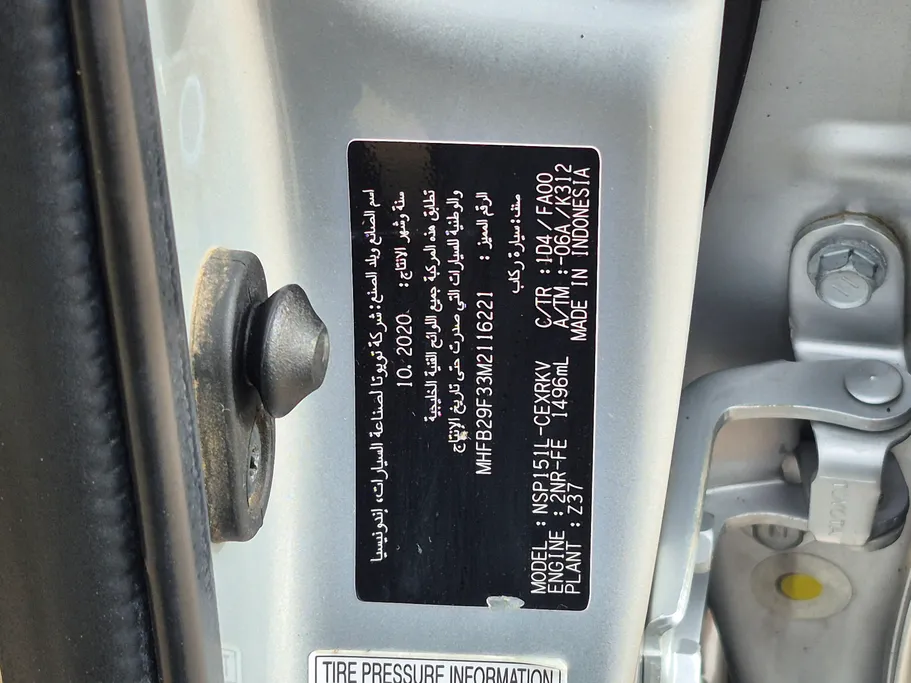 اسم الصانع وبلد الصنع: شركة تويوتا لصناعة السيارات، إندونيسيا
سنة وشهر الإنتاج: 10. 2020
تطابق هذه المركبة جميع اللوائح الفنية الخليجية
والوطنية للسيارات التي صدرت حتى تاريخ الإنتاج
الرقم المميز : MHFB29F33M2116221
صنف: سيارة ركاب
MODEL : NSP151L-CEXRKV C/TR : 1D4/FA00
ENGINE : 2NR-FE 1496mL A/TM : -06A/K312
PLANT : Z37 MADE IN INDONESIA
TIRE PRESSURE INFORMATION